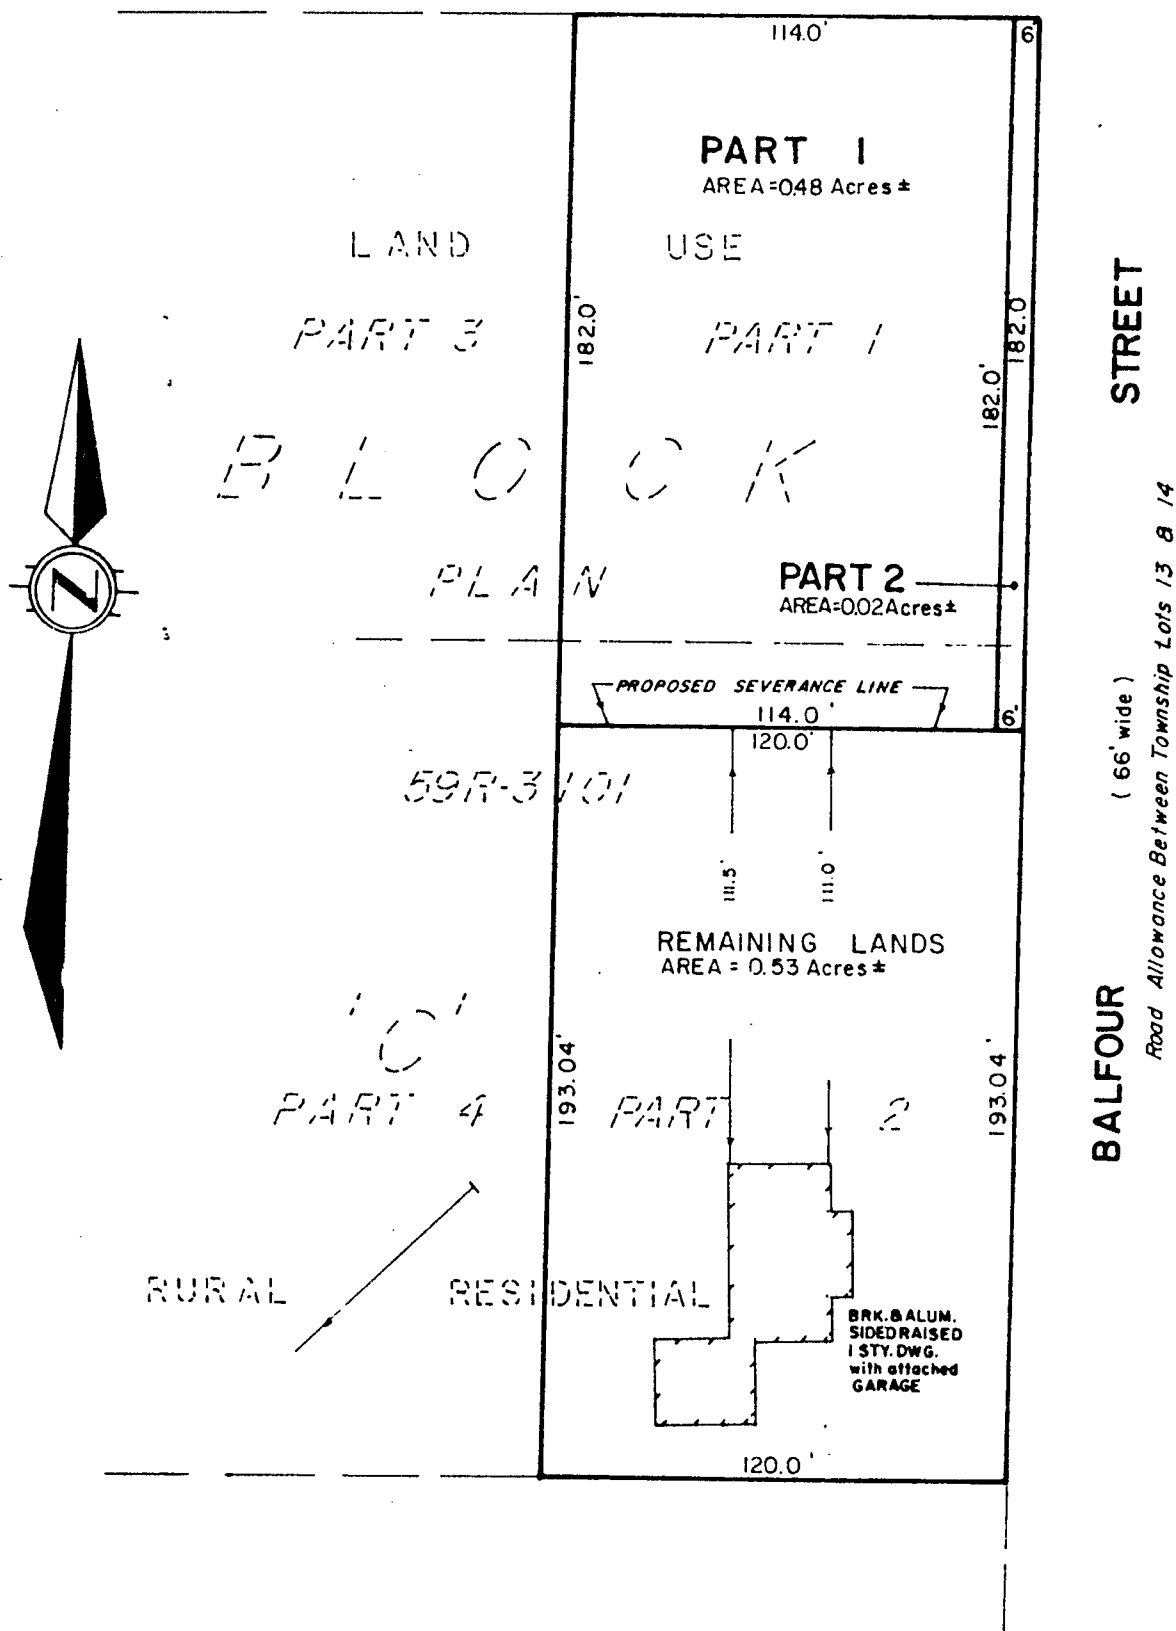 114.0'
6'
PART 1
AREA=0.48 Acres ±
LAND USE
PART 3
PART 1
182.0'
182.0'
182.0'
STREET
BLOCK
N
PLAN
PART 2
AREA=0.02 Acres ±
PROPOSED SEVERANCE LINE
114.0'
6'
120.0'
59R-3101
111.5'
111.0'
(66' wide)
Road Allowance Between Township Lots 13 & 14
REMAINING LANDS
AREA = 0.53 Acres ±
'C'
193.04'
193.04'
BALFOUR
PART 4
PART 2
RURAL RESIDENTIAL
BRK. & ALUM.
SIDED RAISED
1 STY. DWG.
with attached
GARAGE
120.0'